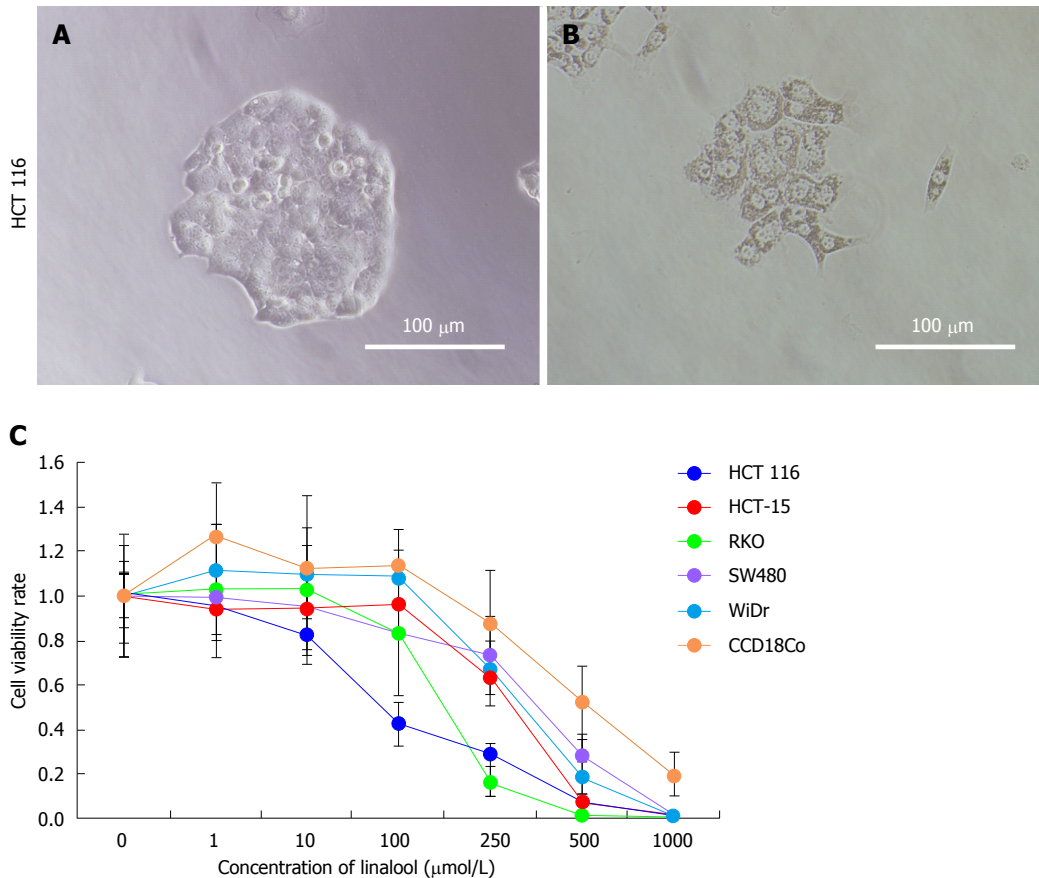 A
B
HCT 116
100 μm
100 μm
C
1.6
1.4
1.2
1.0
0.8
0.6
0.4
0.2
0.0
Cell viability rate
0 1 10 100 250 500 1000
Concentration of linalool (μmol/L)
HCT 116
HCT-15
RKO
SW480
WiDr
CCD18Co